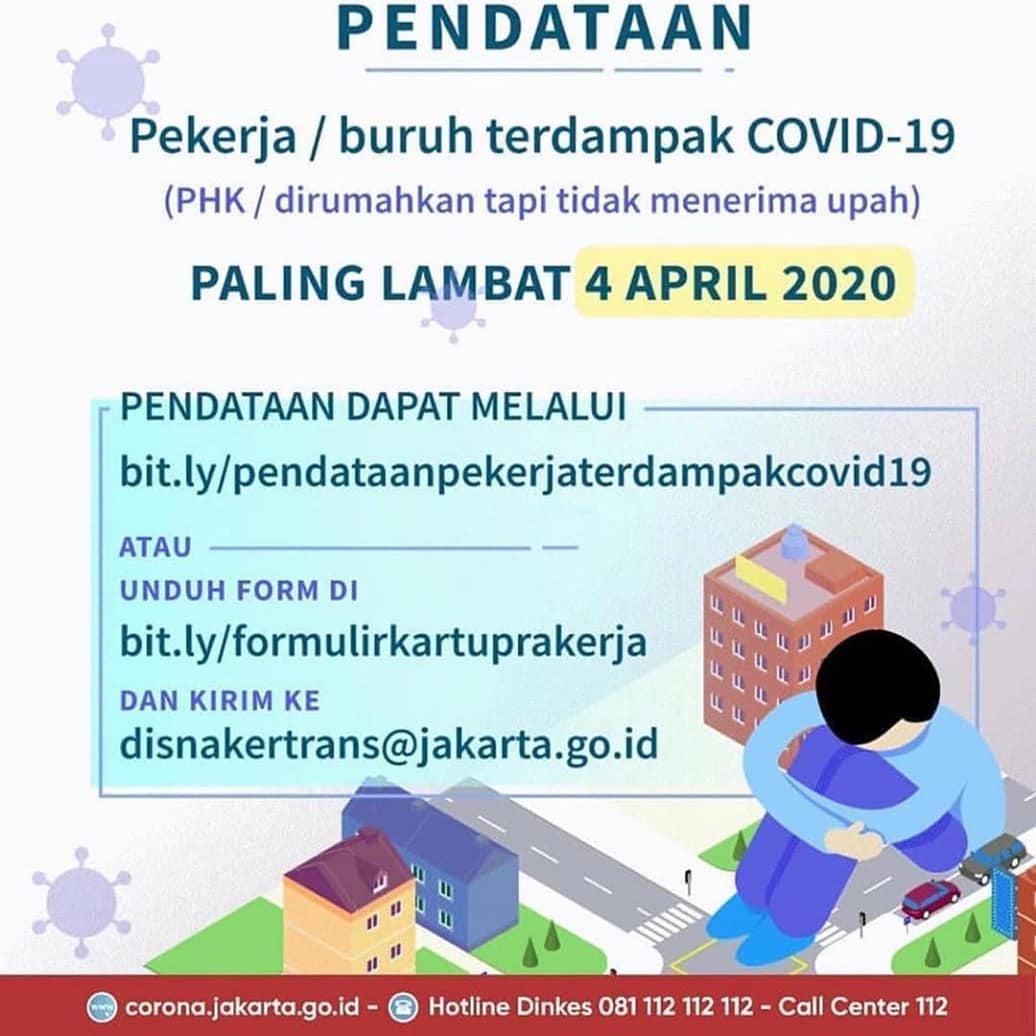 PENDATAAN
Pekerja / buruh terdampak COVID-19
(PHK / dirumahkan tapi tidak menerima upah)
PALING LAMBAT 4 APRIL 2020
PENDATAAN DAPAT MELALUI
bit.ly/pendataanpekerjaterdampakcovid19
ATAU
UNDUH FORM DI
bit.ly/formulirkartuprakerja
DAN KIRIM KE
disnakertrans@jakarta.go.id
corona.jakarta.go.id - Hotline Dinkes 081 112 112 112 - Call Center 112